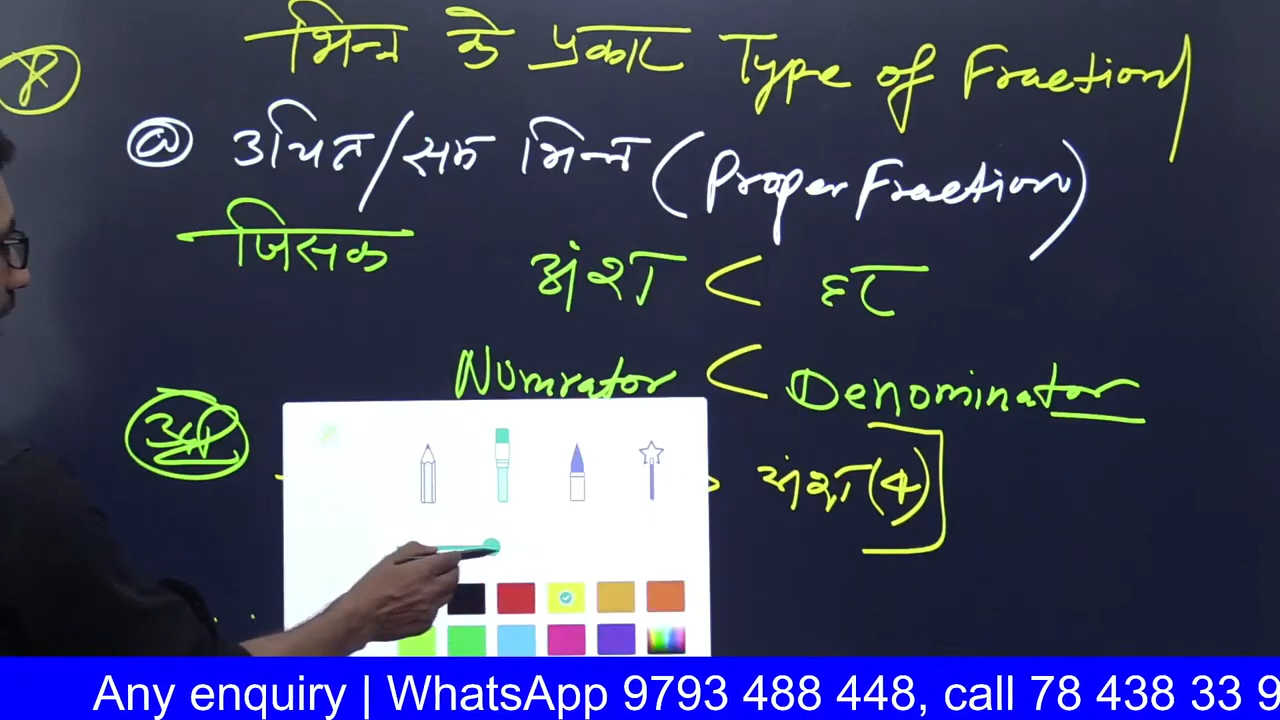 भिन्न के प्रकार Type of Fraction
@ उचित/सम भिन्न (Proper Fraction)
जिसक
अंश < हर
Numrator < Denominator
अंश (4)
Any enquiry | WhatsApp 9793 488 448, call 78 438 33 9